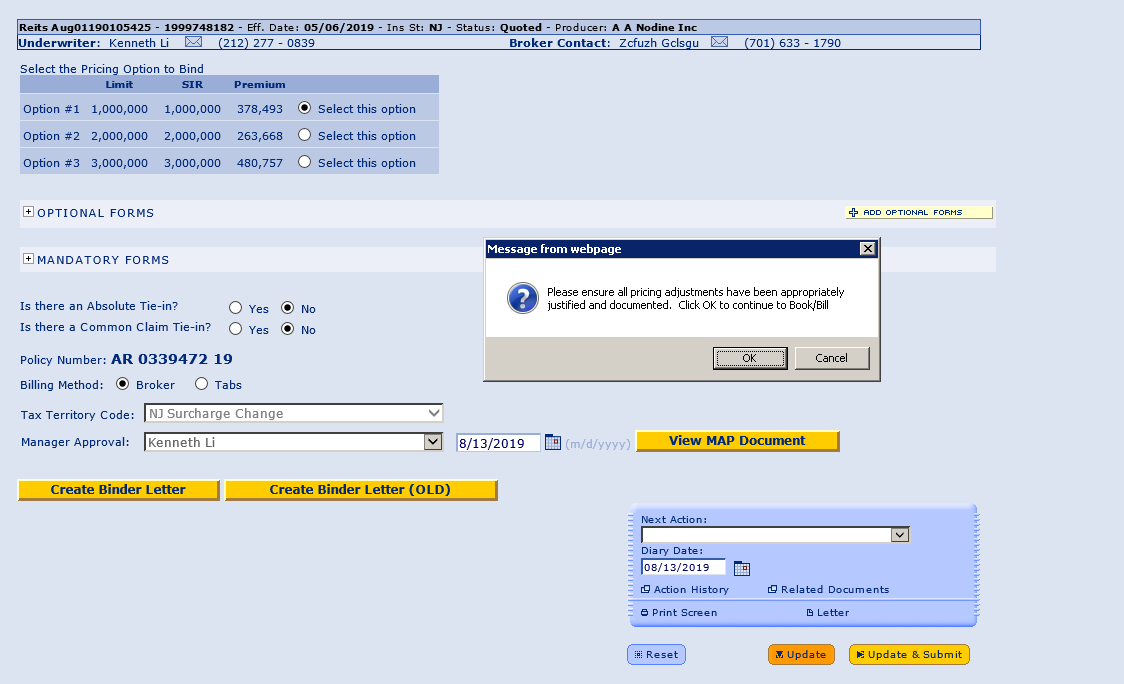 Reits Aug01190105425 - 1999748182 - Eff. Date: 05/06/2019 - Ins St: NJ - Status: Quoted - Producer: A A Nodine Inc
Underwriter: Kenneth Li (212) 277 - 0839 Broker Contact: Zcfuzh Gclsgu (701) 633 - 1790
Select the Pricing Option to Bind
Limit SIR Premium
Option #1 1,000,000 1,000,000 378,493 Select this option
Option #2 2,000,000 2,000,000 263,668 Select this option
Option #3 3,000,000 3,000,000 480,757 Select this option
OPTIONAL FORMS ADD OPTIONAL FORMS
MANDATORY FORMS
Message from webpage
Please ensure all pricing adjustments have been appropriately
justified and documented. Click OK to continue to Book/Bill
OK Cancel
Is there an Absolute Tie-in? Yes No
Is there a Common Claim Tie-in? Yes No
Policy Number: AR 0339472 19
Billing Method: Broker Tabs
Tax Territory Code: NJ Surcharge Change
Manager Approval: Kenneth Li 8/13/2019 (m/d/yyyy) View MAP Document
Create Binder Letter Create Binder Letter (OLD)
Next Action:
Diary Date:
08/13/2019
Action History Related Documents
Print Screen Letter
Reset Update Update & Submit